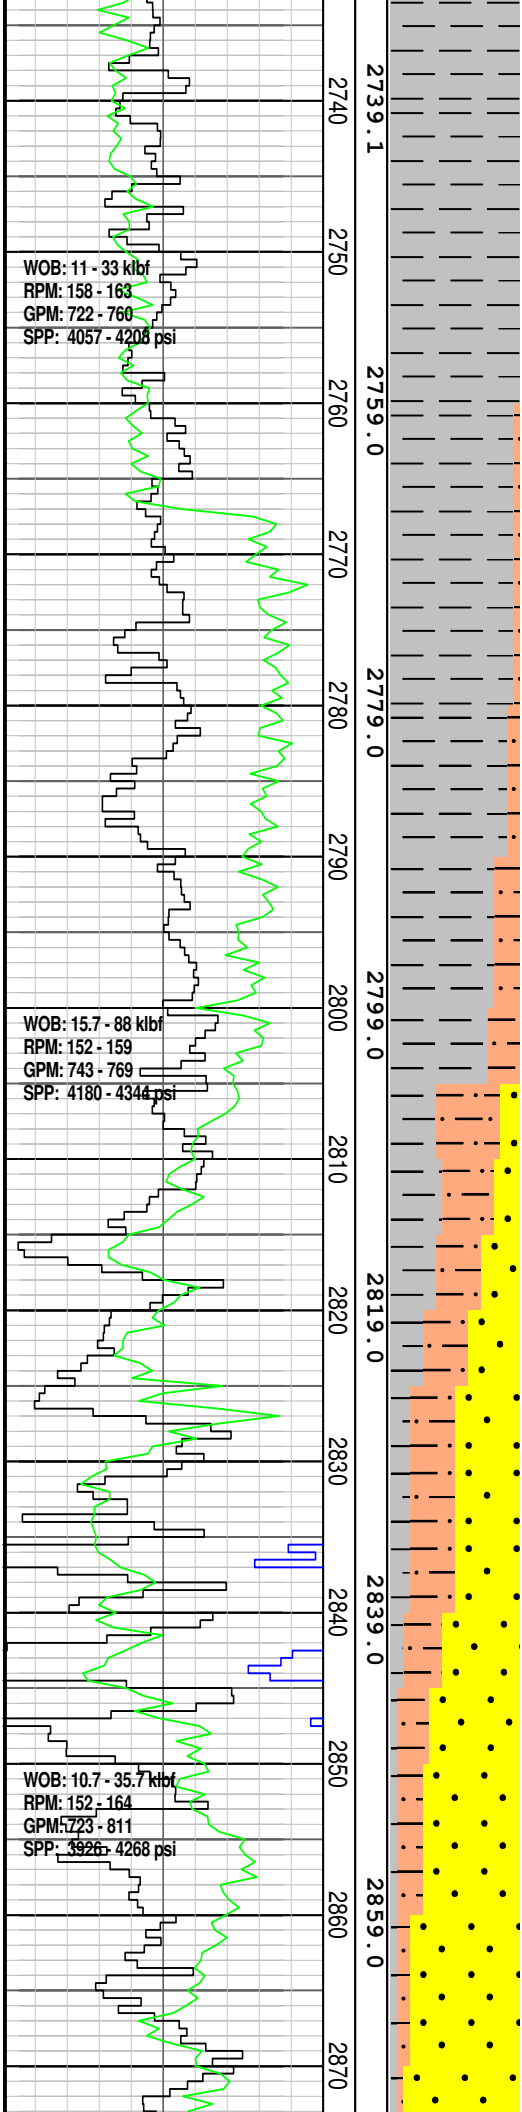 2740
2739.1
2750
WOB: 11 - 33 klbf
RPM: 158 - 163
GPM: 722 - 760
SPP: 4057 - 4208 psi
2760
2759.0
2770
2780
2779.0
2790
2800
2799.0
WOB: 15.7 - 88 klbf
RPM: 152 - 159
GPM: 743 - 769
SPP: 4180 - 4344 psi
2810
2820
2819.0
2830
2840
2839.0
2850
WOB: 10.7 - 35.7 klbf
RPM: 152 - 164
GPM: 723 - 811
SPP: 3926 - 4268 psi
2860
2859.0
2870